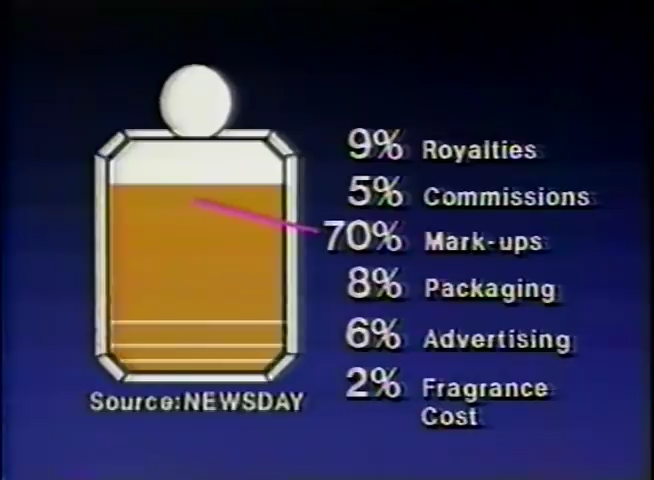 9% Royalties
5% Commissions
70% Mark-ups
8% Packaging
6% Advertising
2% Fragrance
Cost
Source:NEWSDAY